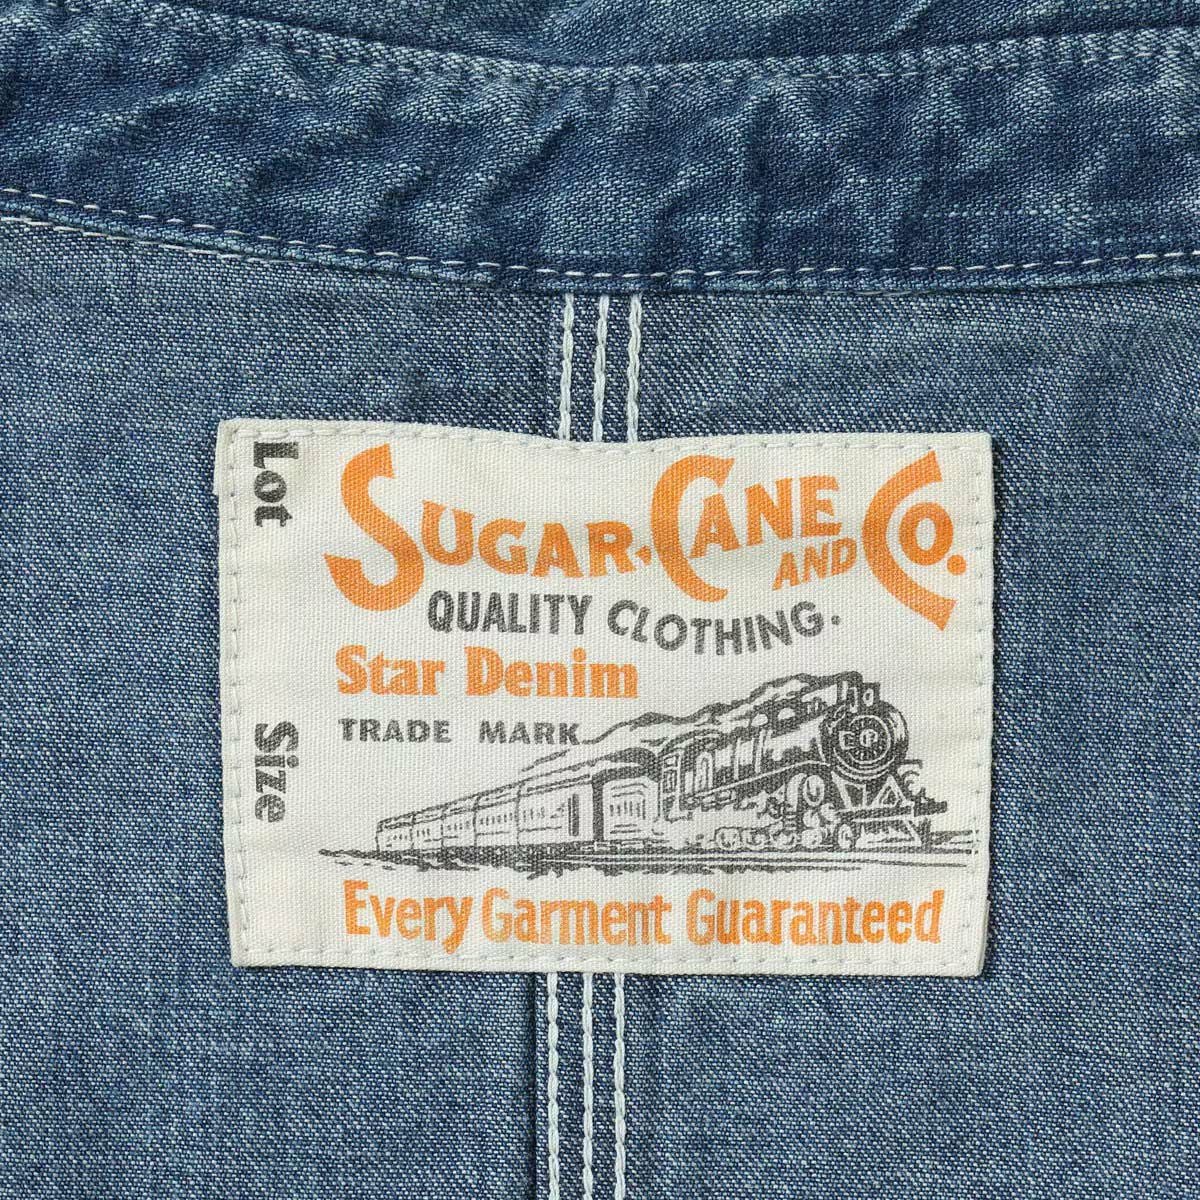 Lot
Size
SUGAR CANE AND CO.
QUALITY CLOTHING.
Star Denim
TRADE MARK
Every Garment Guaranteed